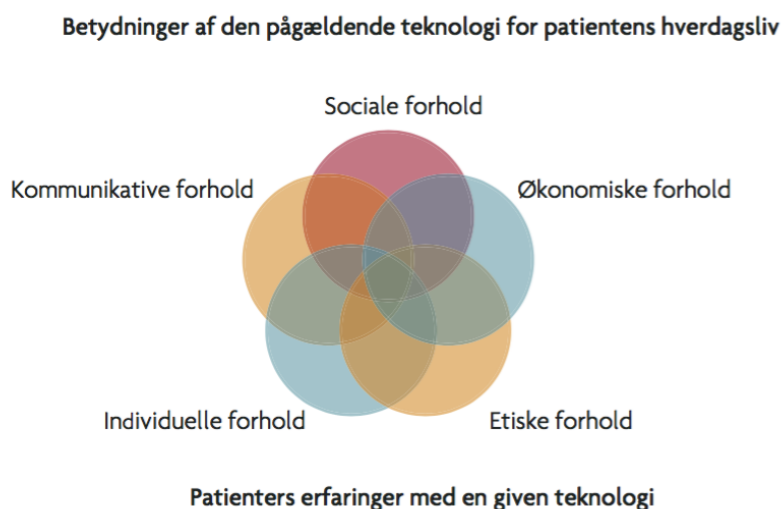 Betydninger af den pågældende teknologi for patientens hverdagsliv
Sociale forhold
Kommunikative forhold
Økonomiske forhold
Individuelle forhold
Etiske forhold
Patienters erfaringer med en given teknologi